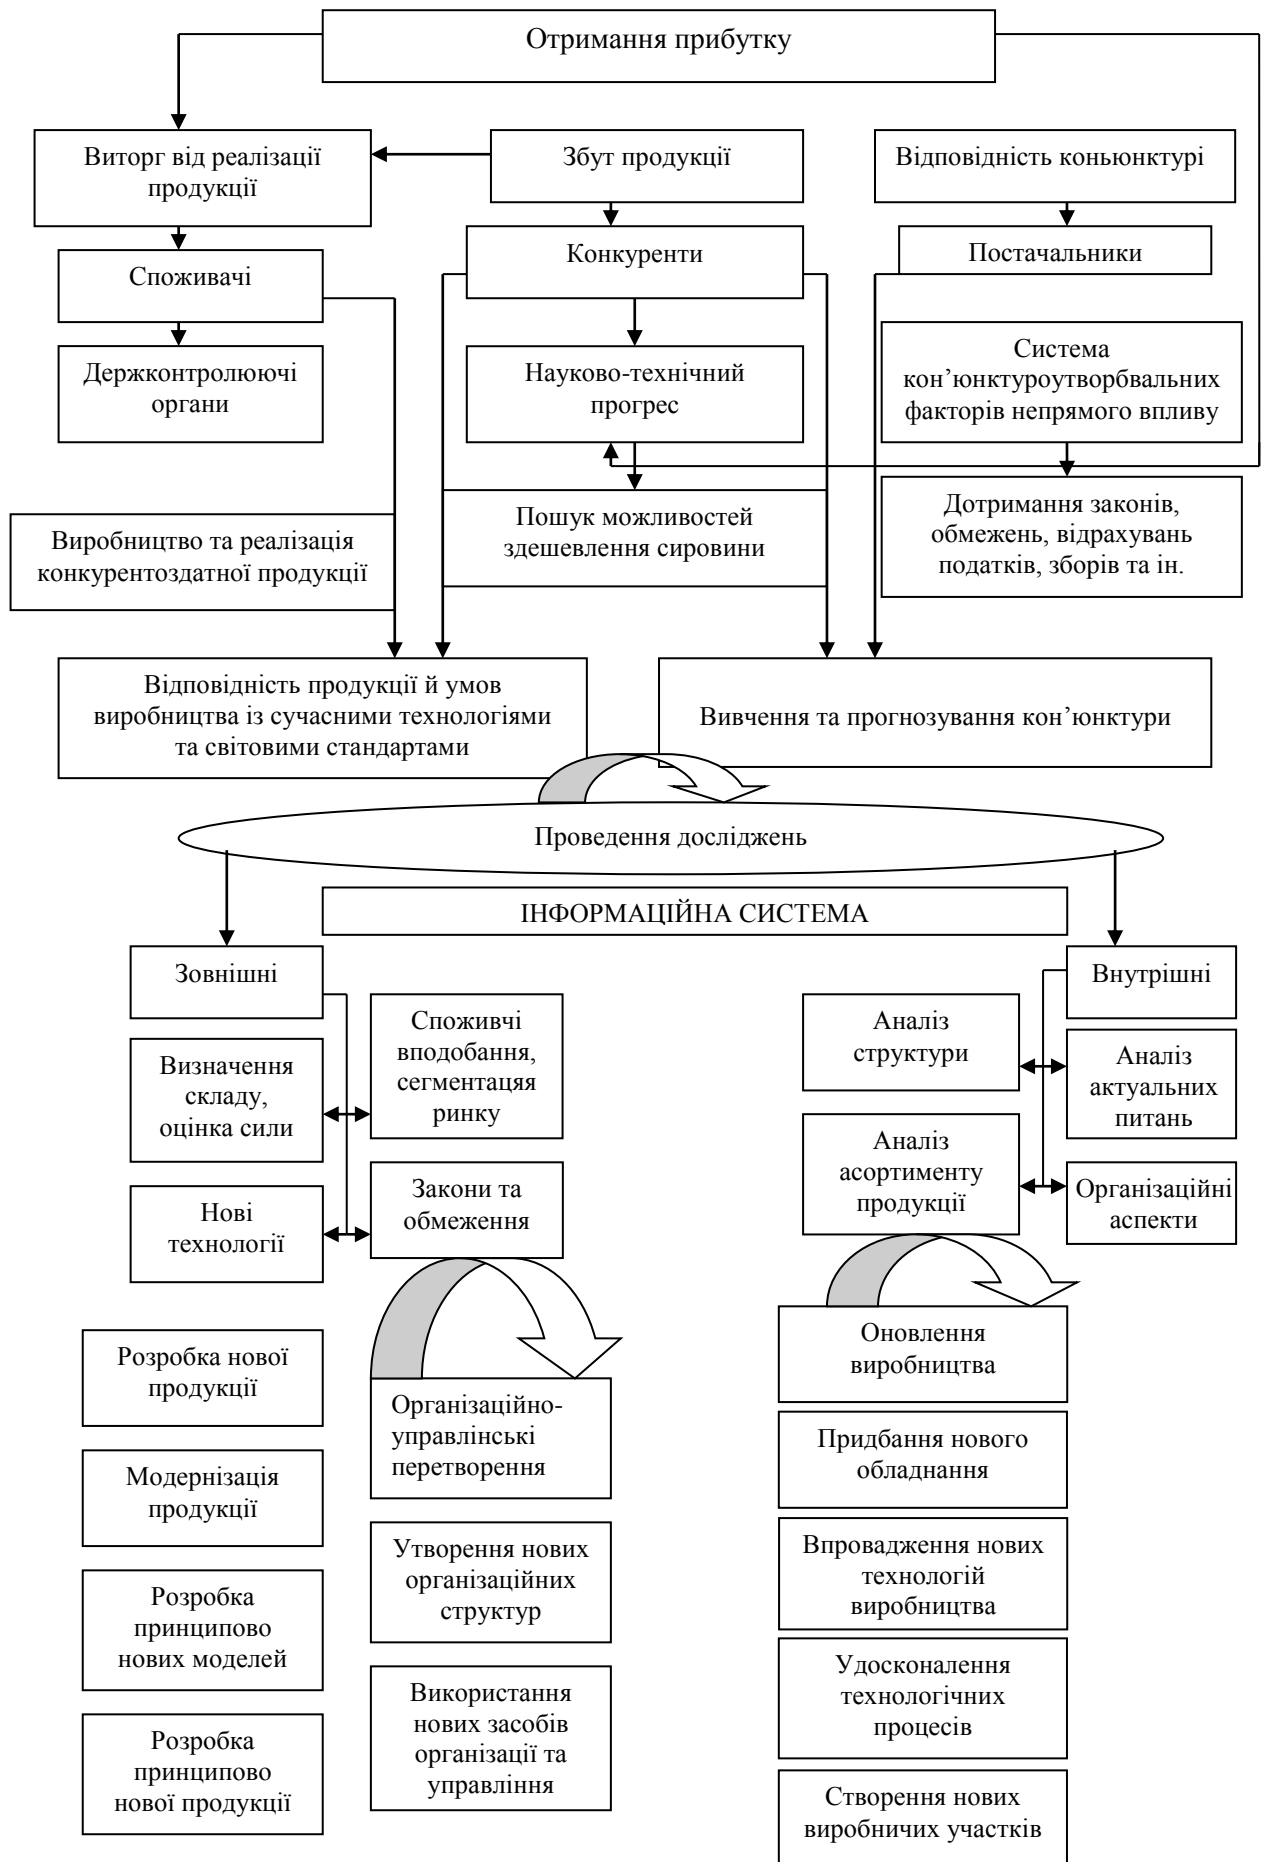 Отримання прибутку
Виторг від реалізації
продукції
Збут продукції
Відповідність коньюнктурі
Споживачі
Конкуренти
Постачальники
Держконтролюючі
органи
Науково-технічний
прогрес
Система
кон’юнктуроутворбвальних
факторів непрямого впливу
Виробництво та реалізація
конкурентоздатної продукції
Пошук можливостей
здешевлення сировини
Дотримання законів,
обмежень, відрахувань
податків, зборів та ін.
Відповідність продукції й умов
виробництва із сучасними технологіями
та світовими стандартами
Вивчення та прогнозування кон’юнктури
Проведення досліджень
ІНФОРМАЦІЙНА СИСТЕМА
Зовнішні
Внутрішні
Споживчі
вподобання,
сегментацяя
ринку
Аналіз
структури
Визначення
складу,
оцінка сили
Аналіз
актуальних
питань
Закони та
обмеження
Аналіз
асортименту
продукції
Нові
технології
Організаційні
аспекти
Розробка нової
продукції
Організаційно-
управлінські
перетворення
Оновлення
виробництва
Модернізація
продукції
Придбання нового
обладнання
Утворення нових
організаційних
структур
Впровадження нових
технологій
виробництва
Розробка
принципово
нових моделей
Використання
нових засобів
організації та
управління
Удосконалення
технологічних
процесів
Розробка
принципово
нової продукції
Створення нових
виробничих участків